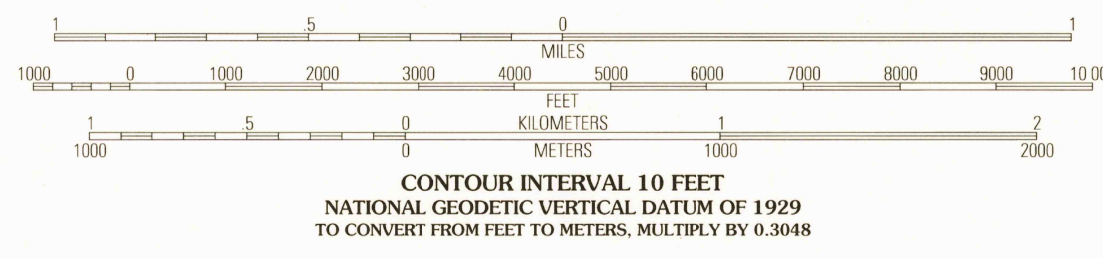 1 .5 0 1
MILES
1000 0 1000 2000 3000 4000 5000 6000 7000 8000 9000 10 00
FEET
1 .5 0 KILOMETERS 1 2
1000 0 METERS 1000 2000
CONTOUR INTERVAL 10 FEET
NATIONAL GEODETIC VERTICAL DATUM OF 1929
TO CONVERT FROM FEET TO METERS, MULTIPLY BY 0.3048